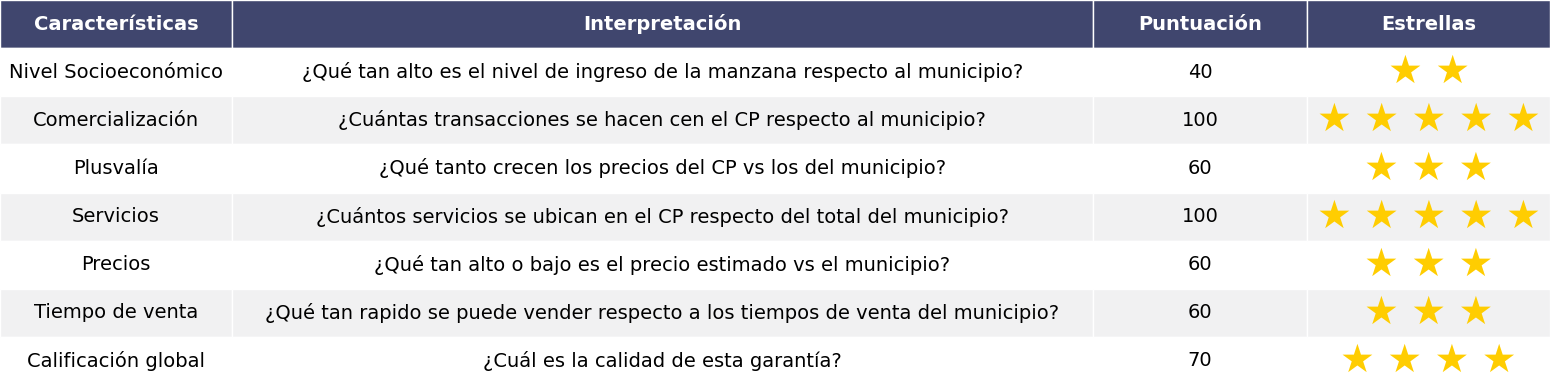 Características Interpretación Puntuación Estrellas
Nivel Socioeconómico ¿Qué tan alto es el nivel de ingreso de la manzana respecto al municipio? 40
Comercialización ¿Cuántas transacciones se hacen cen el CP respecto al municipio? 100
Plusvalía ¿Qué tanto crecen los precios del CP vs los del municipio? 60
Servicios ¿Cuántos servicios se ubican en el CP respecto del total del municipio? 100
Precios ¿Qué tan alto o bajo es el precio estimado vs el municipio? 60
Tiempo de venta ¿Qué tan rapido se puede vender respecto a los tiempos de venta del municipio? 60
Calificación global ¿Cuál es la calidad de esta garantía? 70